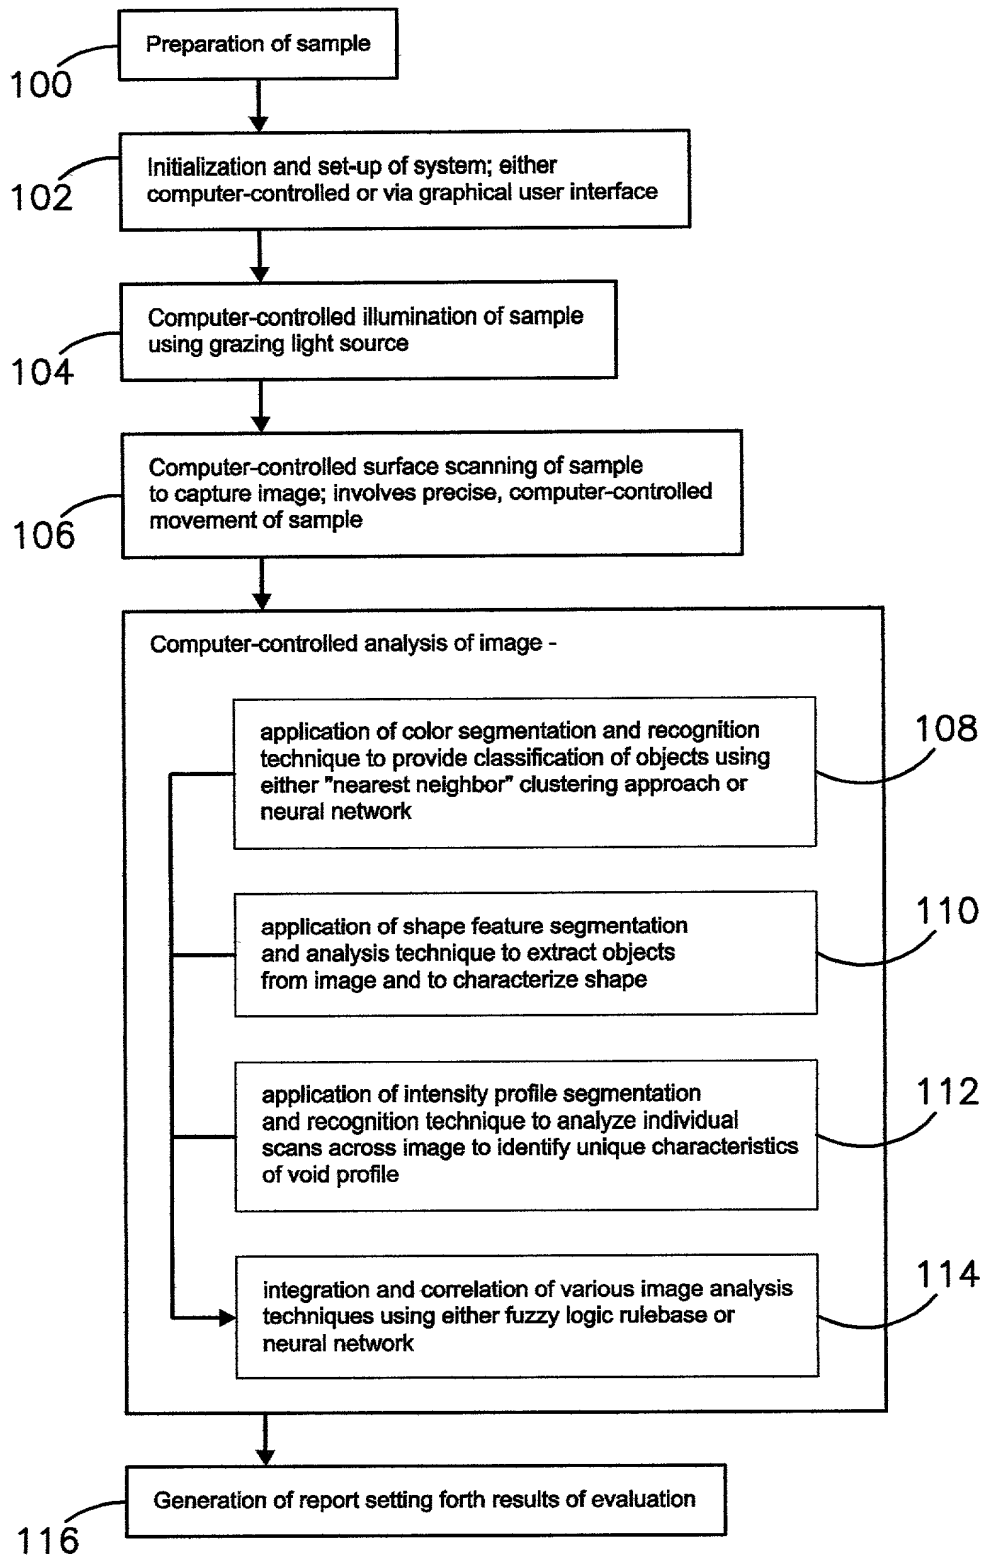 Preparation of sample
100
Initialization and set-up of system; either
computer-controlled or via graphical user interface
102
Computer-controlled illumination of sample
using grazing light source
104
Computer-controlled surface scanning of sample
to capture image; involves precise, computer-controlled
movement of sample
106
Computer-controlled analysis of image -
application of color segmentation and recognition
technique to provide classification of objects using
either "nearest neighbor" clustering approach or
neural network
108
application of shape feature segmentation
and analysis technique to extract objects
from image and to characterize shape
110
application of intensity profile segmentation
and recognition technique to analyze individual
scans across image to identify unique characteristics
of void profile
112
integration and correlation of various image analysis
techniques using either fuzzy logic rulebase or
neural network
114
Generation of report setting forth results of evaluation
116